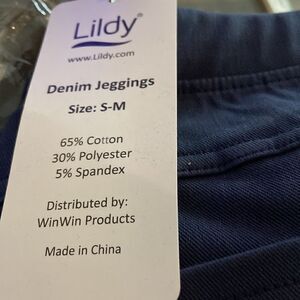 Lildy®
www.Lildy.com
Denim Jeggings
Size: S-M
65% Cotton
30% Polyester
5% Spandex
Distributed by:
WinWin Products
Made in China